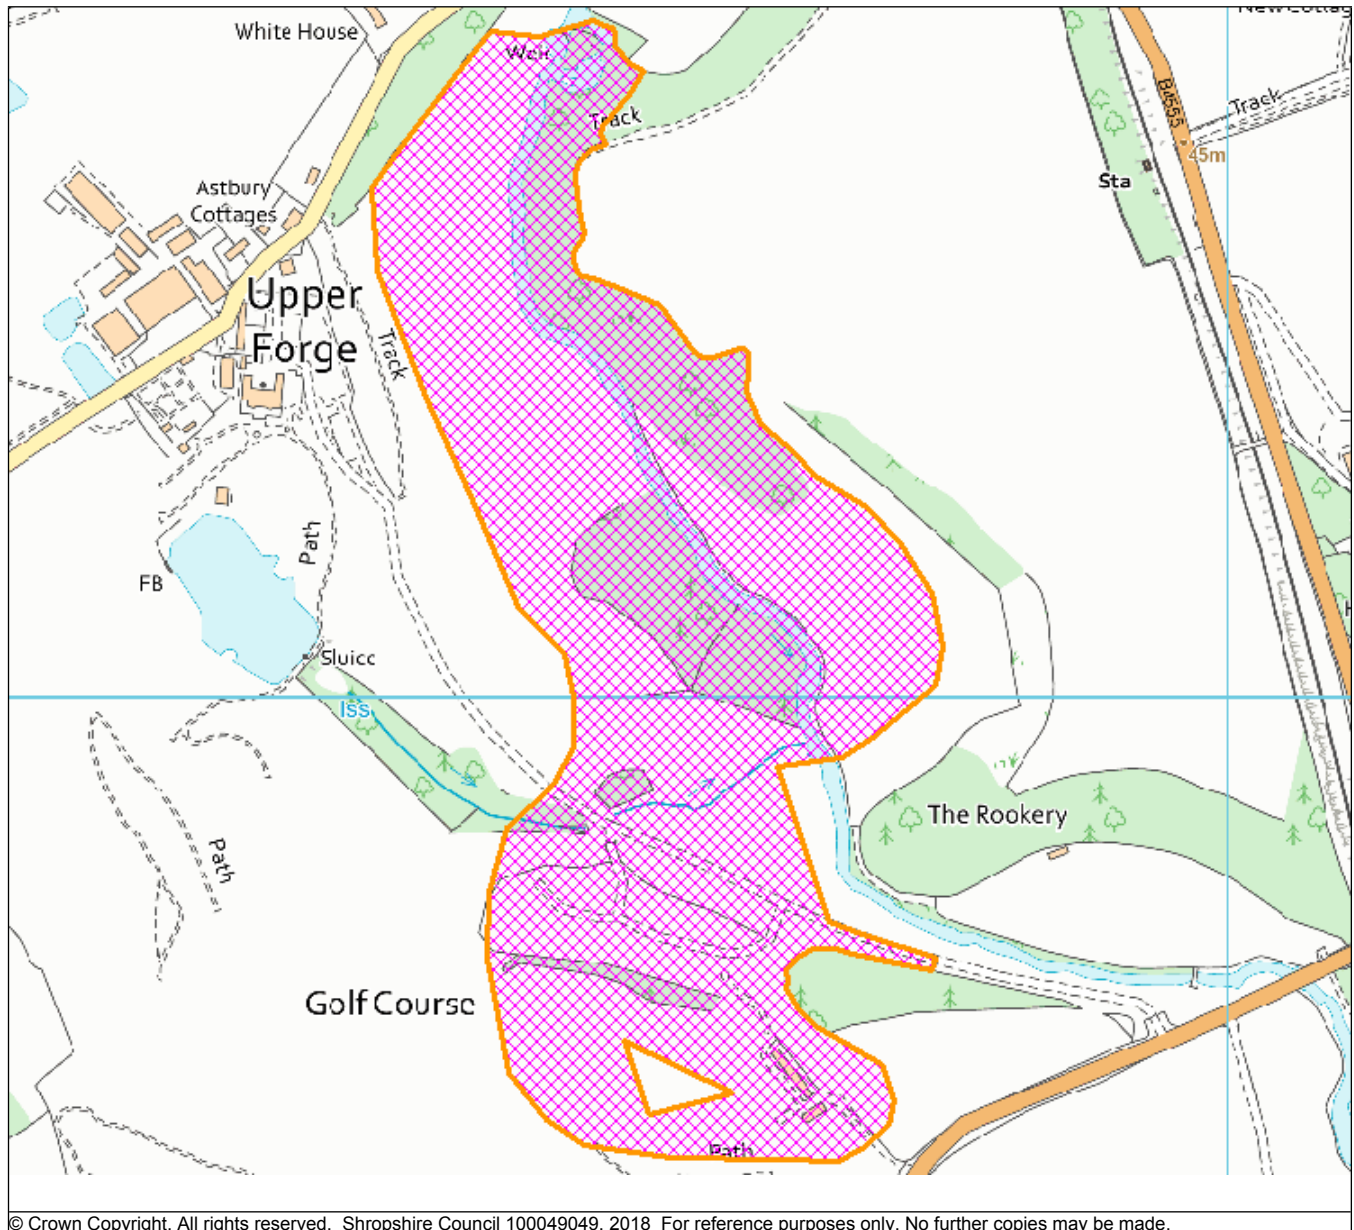 White House
Weir
Track
B4555
Track
45m
Sta
Astbury
Cottages
Upper
Forge
Track
Path
FB
Sluice
Iss
Path
The Rookery
Golf Course
Path
© Crown Copyright. All rights reserved. Shropshire Council 100049049. 2018 For reference purposes only. No further copies may be made.